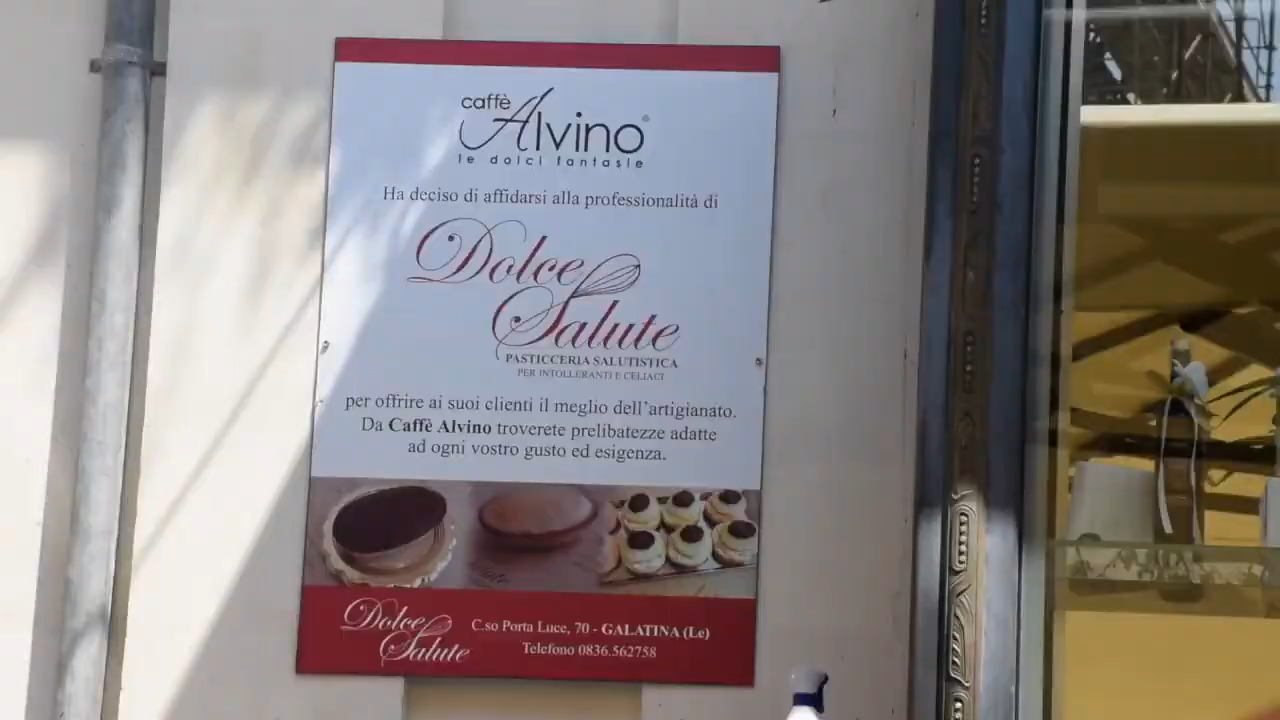 caffè
Alvino®
le dolci fantasie
Ha deciso di affidarsi alla professionalità di
Dolce
Salute
PASTICCERIA SALUTISTICA
PER INTOLLERANTI E CELIACI
per offrire ai suoi clienti il meglio dell'artigianato.
Da Caffè Alvino troverete prelibatezze adatte
ad ogni vostro gusto ed esigenza.
Dolce
Salute
C.so Porta Luce, 70 - GALATINA (Le)
Telefono 0836.562758